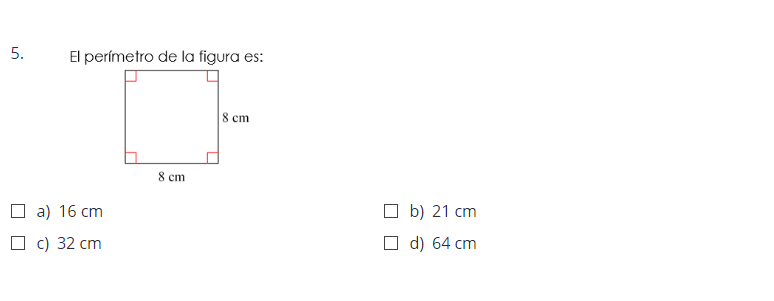 5. El perímetro de la figura es:
8 cm
8 cm
a) 16 cm b) 21 cm
c) 32 cm d) 64 cm